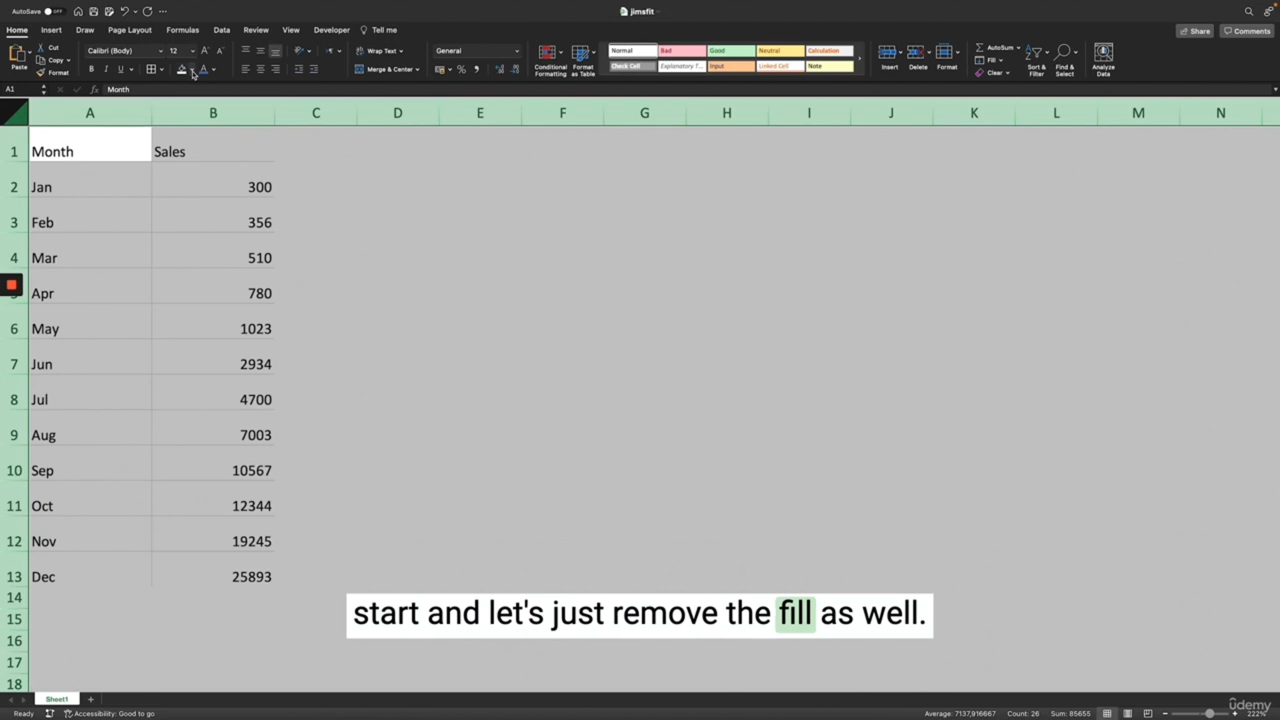 AutoSave OFF
jimsfit
Home Insert Draw Page Layout Formulas Data Review View Developer Tell me
Share Comments
Paste Cut Copy Format
Calibri (Body) 12
Wrap Text
Merge & Center
General
Conditional Formatting
Format as Table
Normal Bad Good Neutral Calculation
Check Cell Explanatory T... Input Linked Cell Note
Insert Delete Format
AutoSum
Fill
Clear
Sort & Filter
Find & Select
Analyze Data
A1 fx Month
A B C D E F G H I J K L M N
1 Month Sales
2 Jan 300
3 Feb 356
4 Mar 510
Apr 780
6 May 1023
7 Jun 2934
8 Jul 4700
9 Aug 7003
10 Sep 10567
11 Oct 12344
12 Nov 19245
13 Dec 25893
14
15
16
17
18
start and let's just remove the fill as well.
Sheet1
Ready Accessibility: Good to go Average: 7137,916667 Count: 26 Sum: 85655 222%
udemy